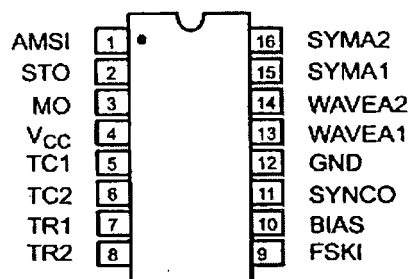 AMSI 1 16 SYMA2
STO 2 15 SYMA1
MO 3 14 WAVEA2
VCC 4 13 WAVEA1
TC1 5 12 GND
TC2 6 11 SYNCO
TR1 7 10 BIAS
TR2 8 9 FSKI